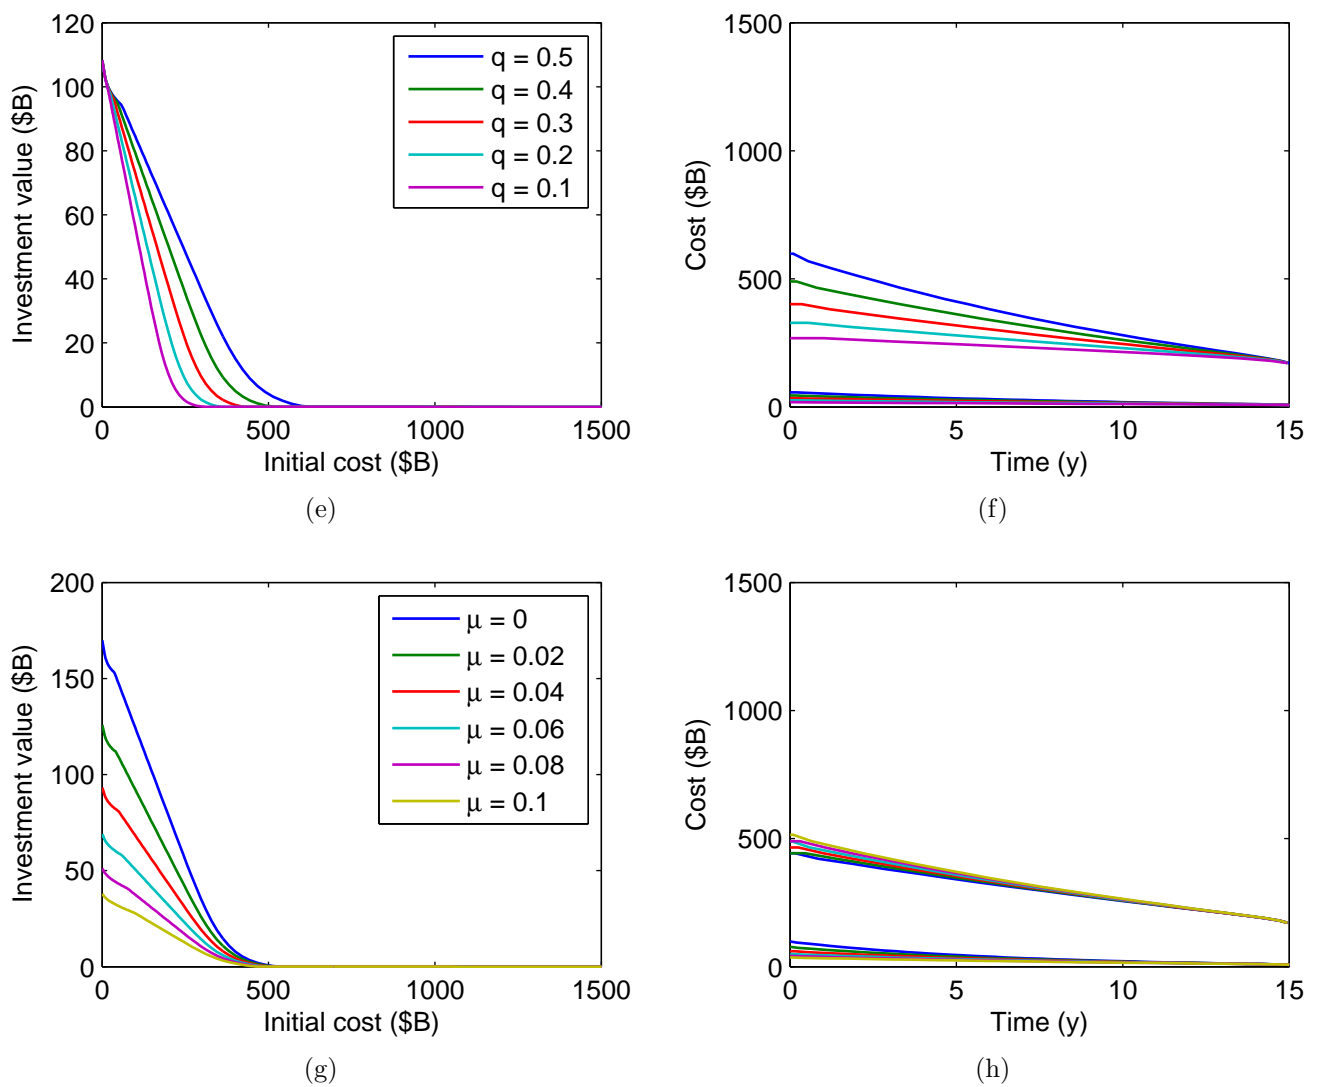 120
100
80
60
40
20
0
Investment value ($B)
q = 0.5
q = 0.4
q = 0.3
q = 0.2
q = 0.1
0 500 1000 1500
Initial cost ($B)
(e)
1500
1000
500
0
Cost ($B)
0 5 10 15
Time (y)
(f)
200
150
100
50
0
Investment value ($B)
μ = 0
μ = 0.02
μ = 0.04
μ = 0.06
μ = 0.08
μ = 0.1
0 500 1000 1500
Initial cost ($B)
(g)
1500
1000
500
0
Cost ($B)
0 5 10 15
Time (y)
(h)